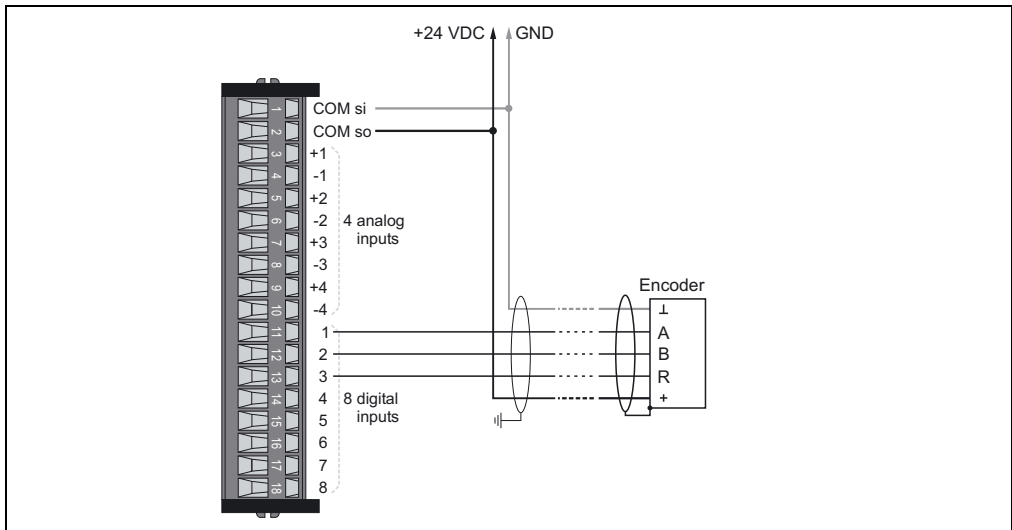 +24 VDC GND
1 COM si
2 COM so
3 +1
4 -1
5 +2
6 -2
4 analog
inputs
7 +3
8 -3
9 +4
10 -4
11 1
12 2
13 3
14 4
8 digital
inputs
15 5
16 6
17 7
18 8
Encoder
⊥
A
B
R
+